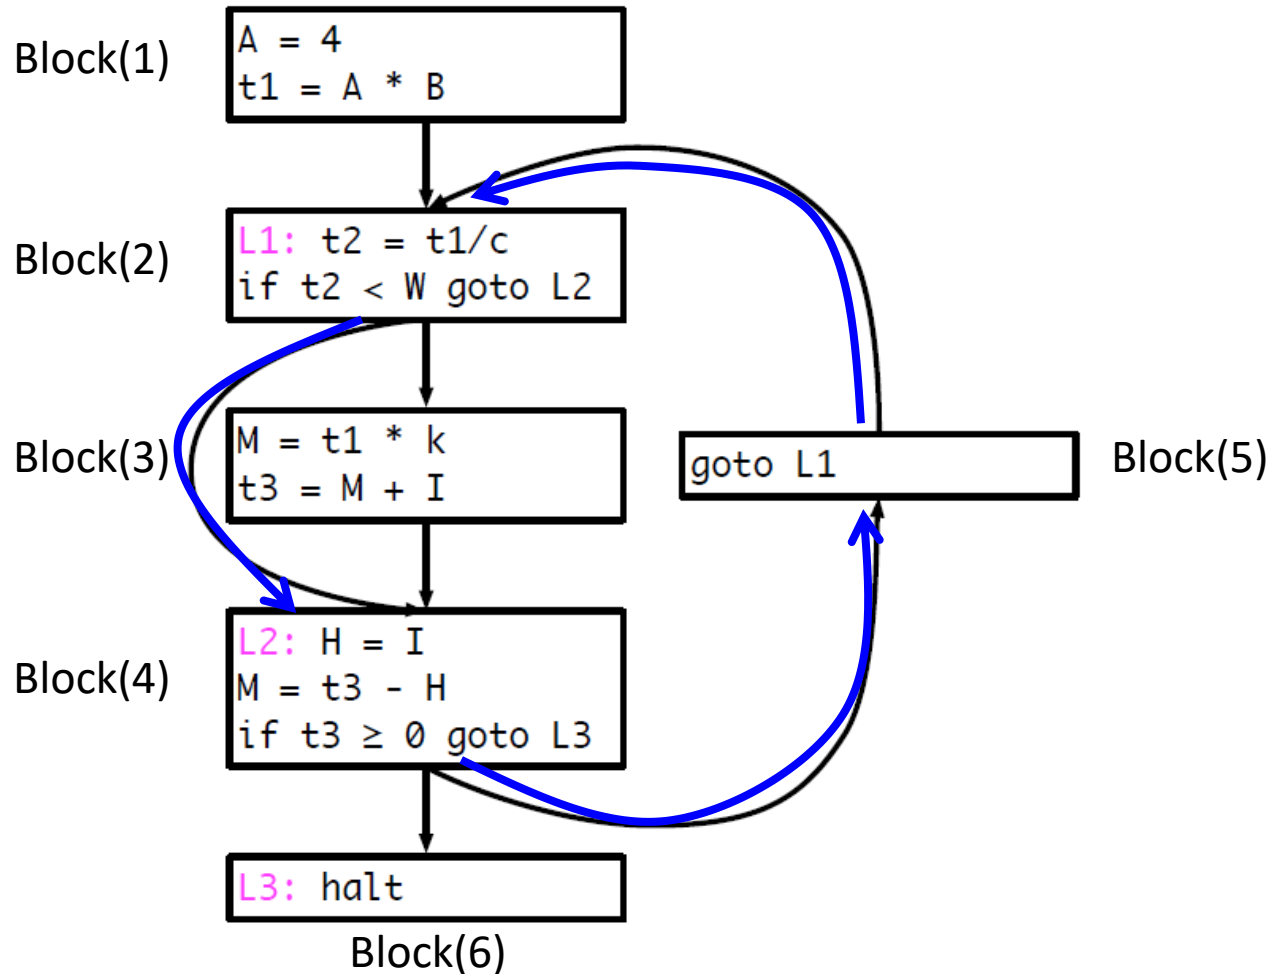 Block(1)
A = 4
t1 = A * B
Block(2)
L1: t2 = t1/c
if t2 < W goto L2
Block(3)
M = t1 * k
t3 = M + I
goto L1
Block(5)
Block(4)
L2: H = I
M = t3 - H
if t3 ≥ 0 goto L3
L3: halt
Block(6)